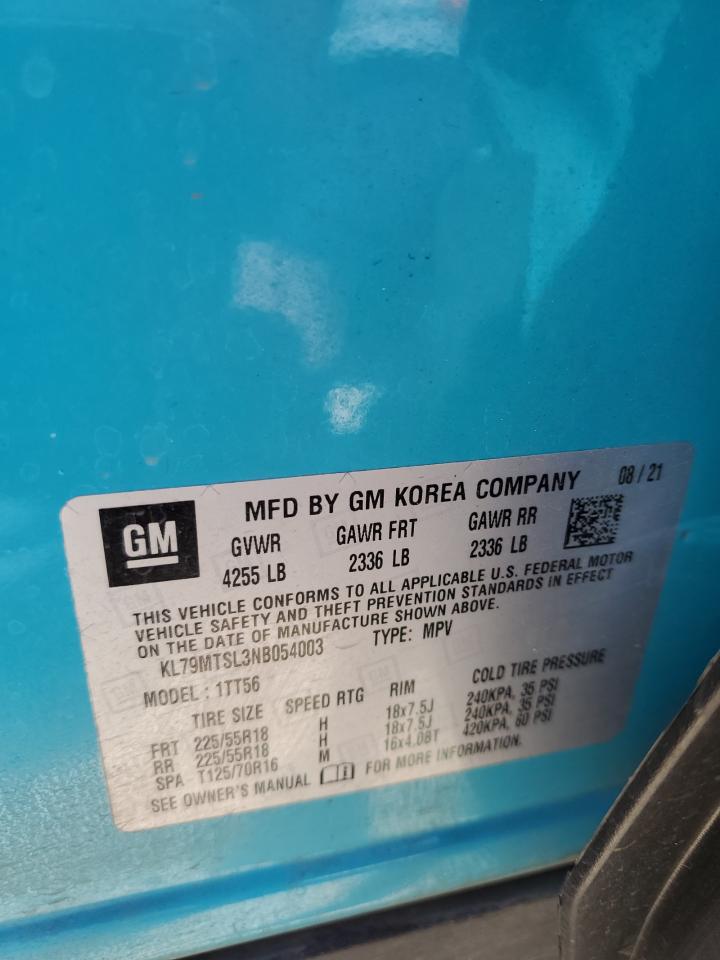 GM
MFD BY GM KOREA COMPANY 08/21
GVWR GAWR FRT GAWR RR
4255 LB 2336 LB 2336 LB
THIS VEHICLE CONFORMS TO ALL APPLICABLE U.S. FEDERAL MOTOR
VEHICLE SAFETY AND THEFT PREVENTION STANDARDS IN EFFECT
ON THE DATE OF MANUFACTURE SHOWN ABOVE.
KL79MTSL3NB054003 TYPE: MPV
MODEL: 1TT56
TIRE SIZE SPEED RTG RIM COLD TIRE PRESSURE
FRT 225/55R18 H 18x7.5J 240KPA, 35 PSI
RR 225/55R18 H 18x7.5J 240KPA, 35 PSI
SPA T125/70R16 M 16x4.0BT 420KPA, 60 PSI
SEE OWNER'S MANUAL FOR MORE INFORMATION.